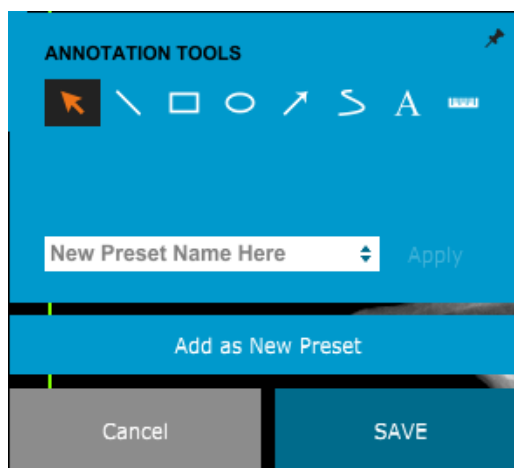 ANNOTATION TOOLS
A
New Preset Name Here
Apply
Add as New Preset
Cancel
SAVE